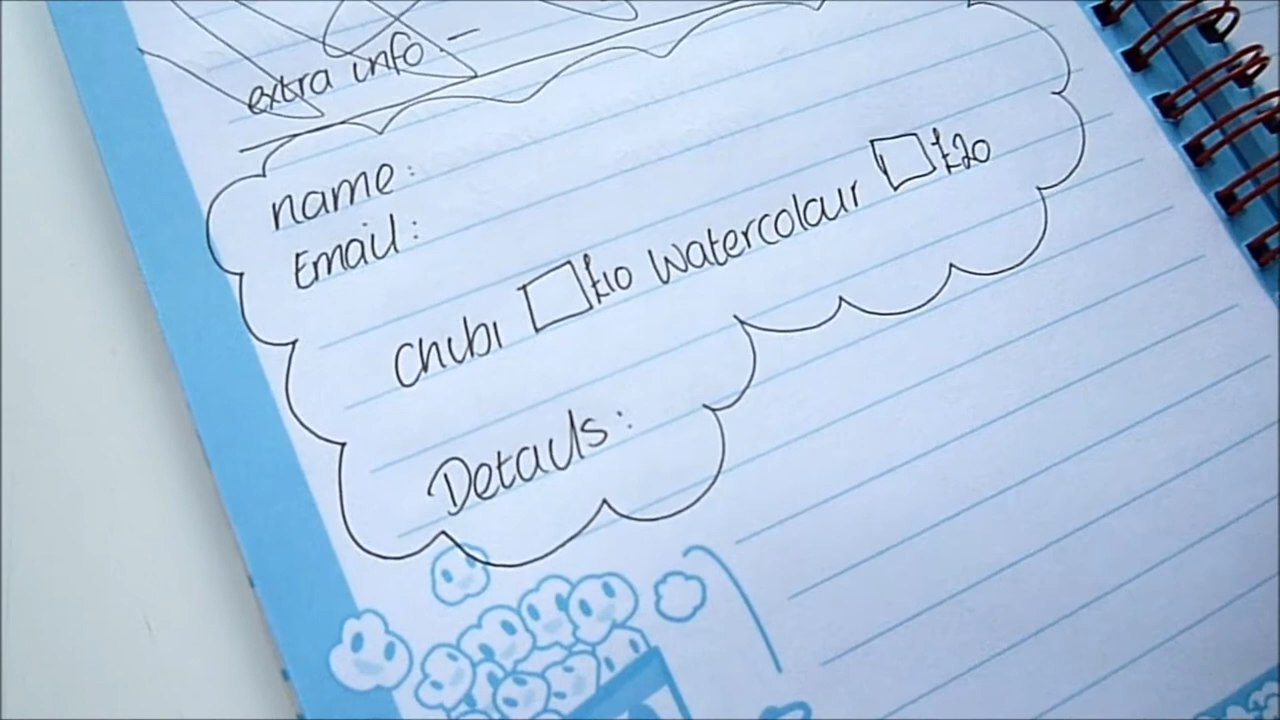 extra info -
name:
Email:
Chibi £10 Watercolour £20
Details: